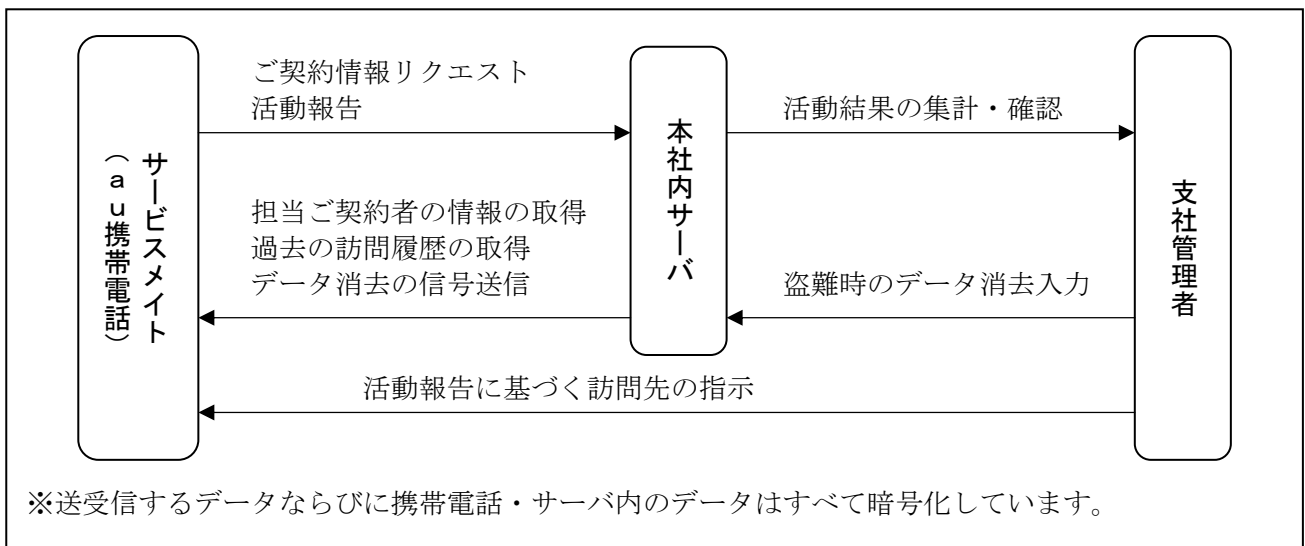 サービスメイト
（ａｕ携帯電話）
ご契約情報リクエスト
活動報告
担当ご契約者の情報の取得
過去の訪問履歴の取得
データ消去の信号送信
本社内サーバ
活動結果の集計・確認
盗難時のデータ消去入力
支社管理者
活動報告に基づく訪問先の指示
※送受信するデータならびに携帯電話・サーバ内のデータはすべて暗号化しています。